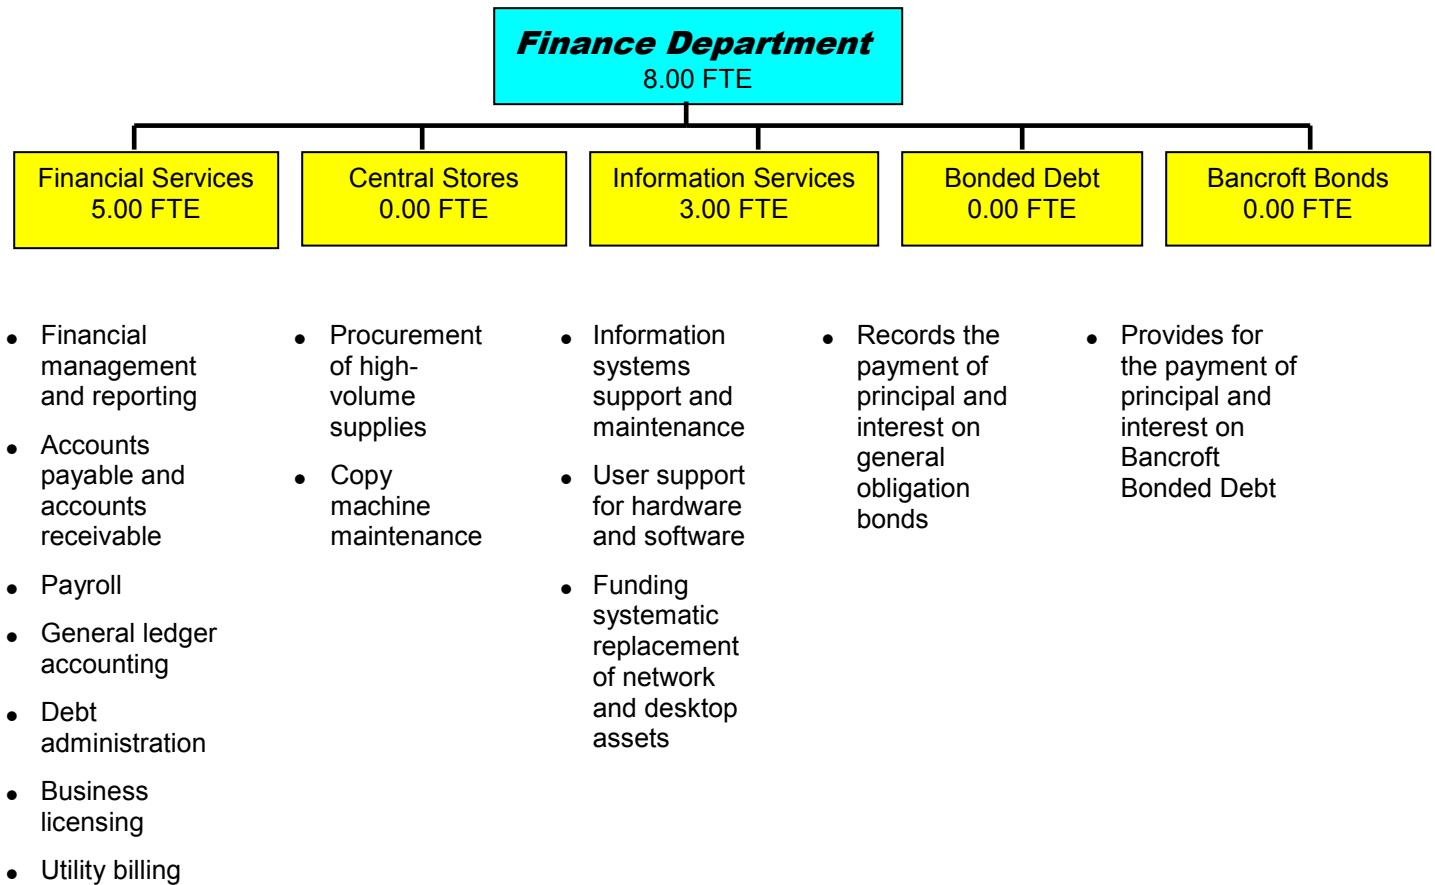 Finance Department
8.00 FTE
Financial Services
5.00 FTE
Central Stores
0.00 FTE
Information Services
3.00 FTE
Bonded Debt
0.00 FTE
Bancroft Bonds
0.00 FTE
• Financial
management
and reporting
• Accounts
payable and
accounts
receivable
• Payroll
• General ledger
accounting
• Debt
administration
• Business
licensing
• Utility billing
• Procurement
of high-
volume
supplies
• Copy
machine
maintenance
• Information
systems
support and
maintenance
• User support
for hardware
and software
• Funding
systematic
replacement
of network
and desktop
assets
• Records the
payment of
principal and
interest on
general
obligation
bonds
• Provides for
the payment of
principal and
interest on
Bancroft
Bonded Debt